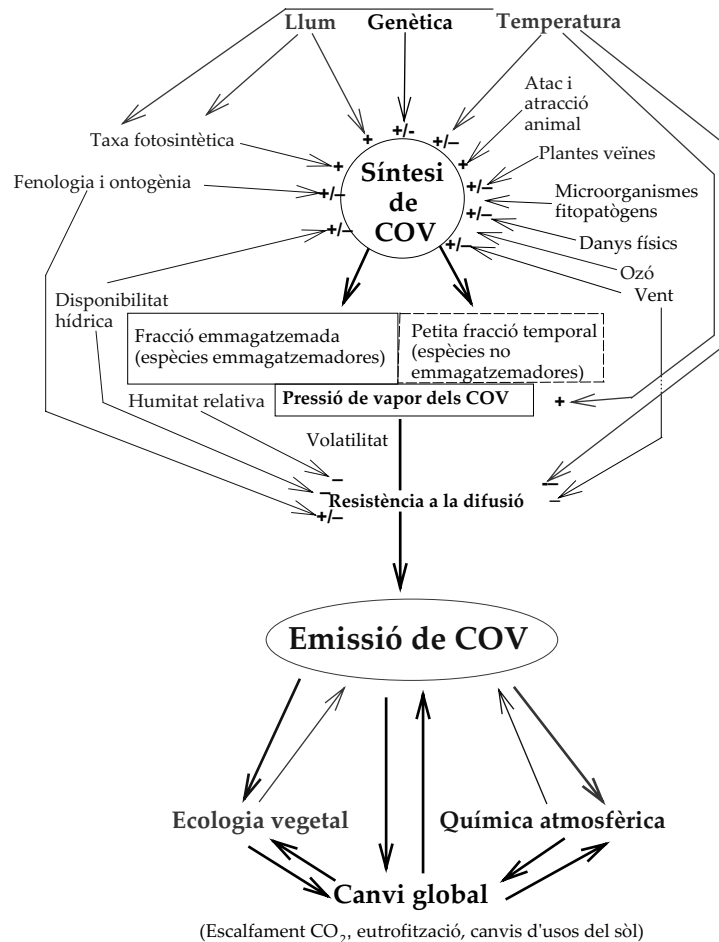 Llum
Genètica
Temperatura
Atac i
atracció
animal
+/-
+
+/–
Taxa fotosintètica
+
+
Plantes veïnes
Síntesi
de
COV
Fenologia i ontogènia
+/–
+/–
Microorganismes
fitopatògens
+/–
+/–
+/–
Danys físics
Ozó
Vent
Disponibilitat
hídrica
Fracció emmagatzemada
(espècies emmagatzemadores)
Petita fracció temporal
(espècies no
emmagatzemadores)
Humitat relativa
Pressió de vapor dels COV
+
Volatilitat
–
–
+/–
Resistència a la difusió
--
–
Emissió de COV
Ecologia vegetal
Química atmosfèrica
Canvi global
(Escalfament CO₂, eutrofització, canvis d'usos del sòl)